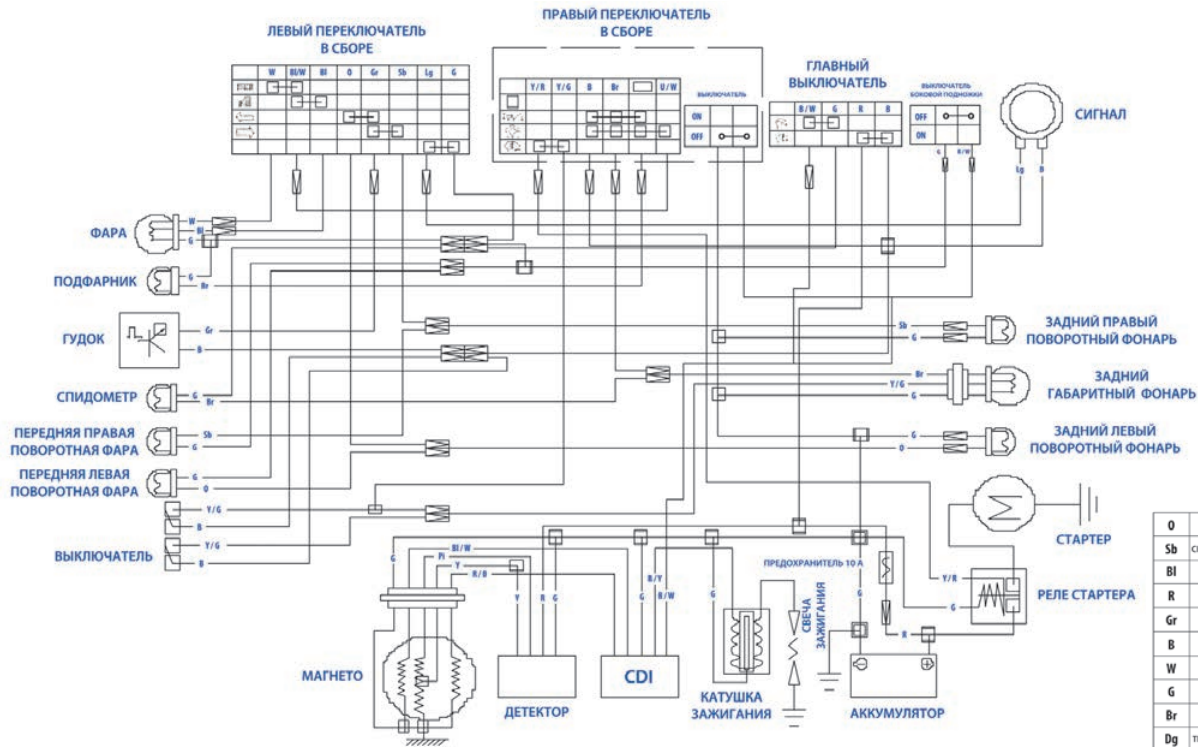 ЛЕВЫЙ ПЕРЕКЛЮЧАТЕЛЬ
В СБОРЕ
W Bl/W Bl O Gr Sb Lg G
ПРАВЫЙ ПЕРЕКЛЮЧАТЕЛЬ
В СБОРЕ
Y/R Y/G B Br U/W
ВЫКЛЮЧАТЕЛЬ
ON
OFF
ГЛАВНЫЙ
ВЫКЛЮЧАТЕЛЬ
B/W G R B
ВЫКЛЮЧАТЕЛЬ
БОКОВОЙ ПОДНОЖКИ
OFF
ON
G R/W
СИГНАЛ
Lg B
ФАРА
W
Bl
G
ПОДФАРНИК
G
Br
ГУДОК
Gr
B
СПИДОМЕТР
G
Br
ПЕРЕДНЯЯ ПРАВАЯ
ПОВОРОТНАЯ ФАРА
Sb
G
ПЕРЕДНЯЯ ЛЕВАЯ
ПОВОРОТНАЯ ФАРА
G
O
ВЫКЛЮЧАТЕЛЬ
Y/G
B
Y/G
B
Sb
G
ЗАДНИЙ ПРАВЫЙ
ПОВОРОТНЫЙ ФОНАРЬ
Br
Y/G
G
ЗАДНИЙ
ГАБАРИТНЫЙ ФОНАРЬ
G
O
ЗАДНИЙ ЛЕВЫЙ
ПОВОРОТНЫЙ ФОНАРЬ
СТАРТЕР
Y/R
G
РЕЛЕ СТАРТЕРА
ПРЕДОХРАНИТЕЛЬ 10 А
G
R
G
Bl/W
Pi
Y
R/B
Y R G
G
R/Y
R/W
G
МАГНЕТО
ДЕТЕКТОР
CDI
КАТУШКА
ЗАЖИГАНИЯ
СВЕЧА
ЗАЖИГАНИЯ
АККУМУЛЯТОР
O
Sb
Bl
R
Gr
B
W
G
Br
Dg